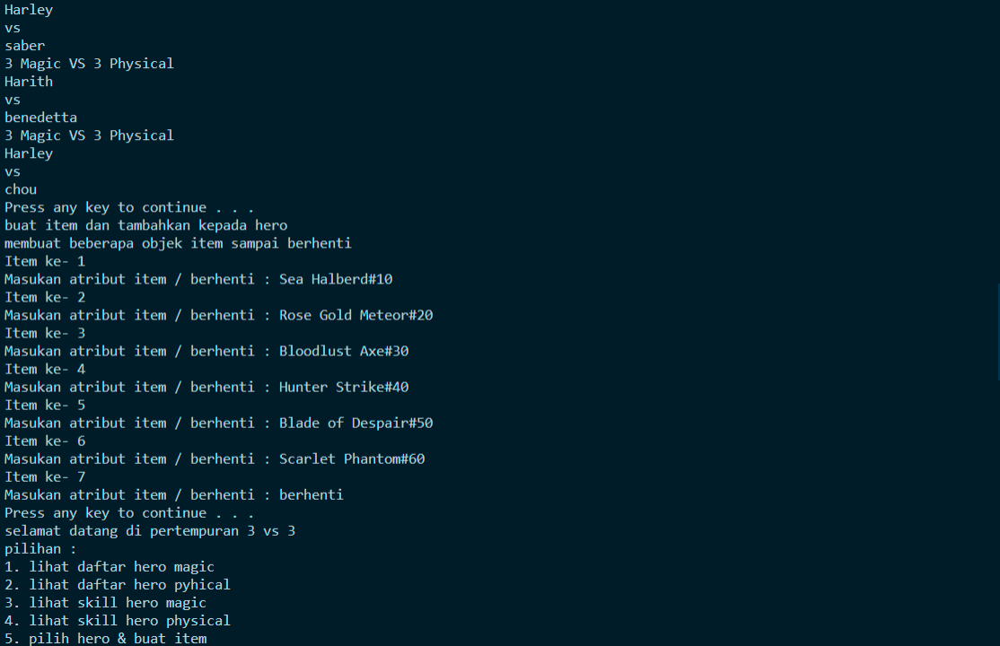 Harley
vs
saber
3 Magic VS 3 Physical
Harith
vs
benedetta
3 Magic VS 3 Physical
Harley
vs
chou
Press any key to continue . . .
buat item dan tambahkan kepada hero
membuat beberapa objek item sampai berhenti
Item ke- 1
Masukan atribut item / berhenti : Sea Halberd#10
Item ke- 2
Masukan atribut item / berhenti : Rose Gold Meteor#20
Item ke- 3
Masukan atribut item / berhenti : Bloodlust Axe#30
Item ke- 4
Masukan atribut item / berhenti : Hunter Strike#40
Item ke- 5
Masukan atribut item / berhenti : Blade of Despair#50
Item ke- 6
Masukan atribut item / berhenti : Scarlet Phantom#60
Item ke- 7
Masukan atribut item / berhenti : berhenti
Press any key to continue . . .
selamat datang di pertempuran 3 vs 3
pilihan :
1. lihat daftar hero magic
2. lihat daftar hero pyhical
3. lihat skill hero magic
4. lihat skill hero physical
5. pilih hero & buat item